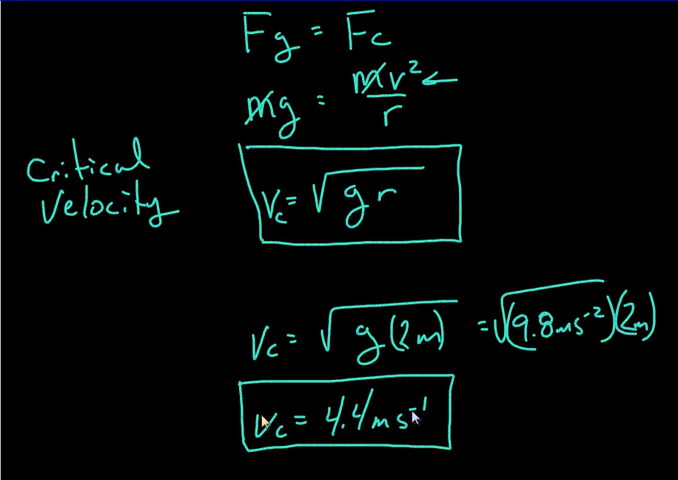 Fg = Fc
mg = mv²/r ←
Critical
Velocity
Vc = √gr
Vc = √g(2m) = √(9.8ms⁻²)(2m)
Vc = 4.4ms⁻¹